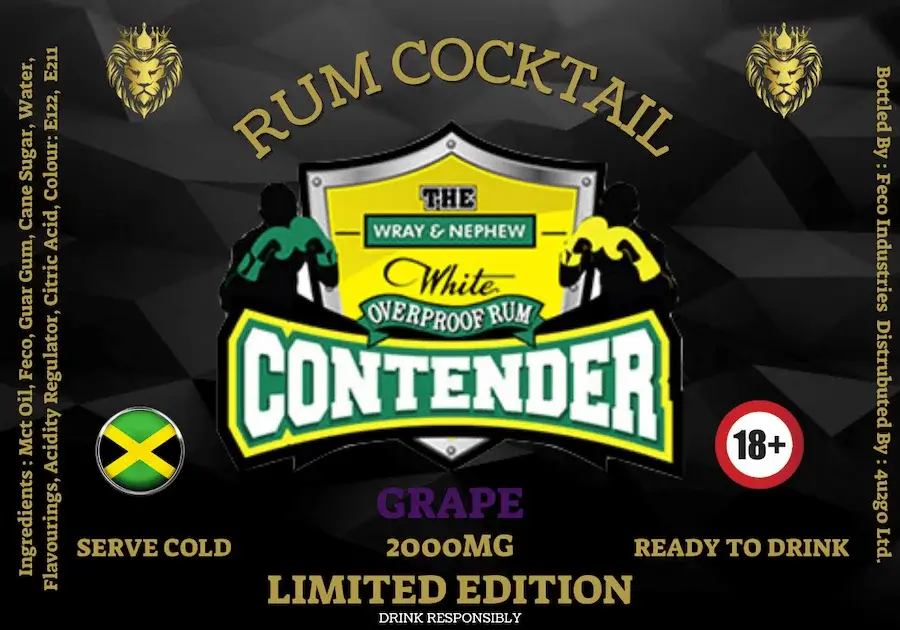 RUM COCKTAIL
THE
WRAY & NEPHEW
White
OVERPROOF RUM
CONTENDER
18+
GRAPE
SERVE COLD
2000MG
READY TO DRINK
LIMITED EDITION
DRINK RESPONSIBLY
Ingredients : Mct Oil, Feco, Guar Gum, Cane Sugar, Water,
Flavourings, Acidity Regulator, Citric Acid, Colour: E122, E211
Bottled By : Feco Industries Distrubuted By : 4u2go Ltd.